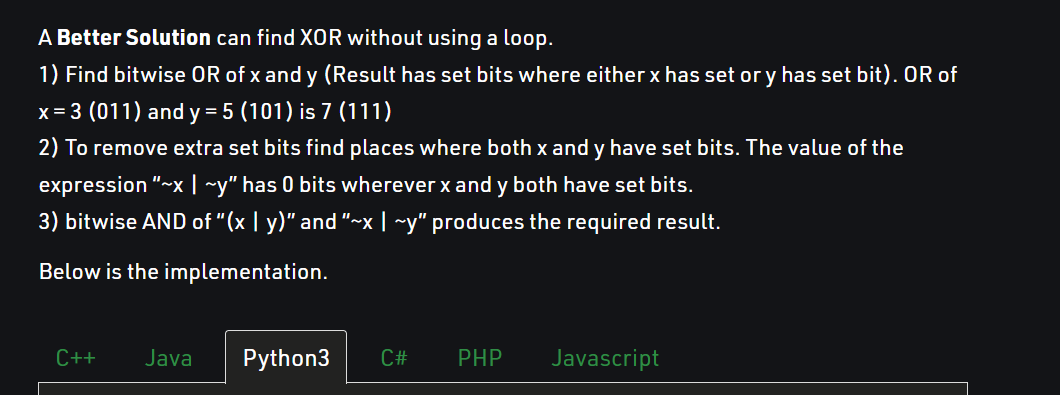 A Better Solution can find XOR without using a loop.
1) Find bitwise OR of x and y (Result has set bits where either x has set or y has set bit). OR of
x = 3 (011) and y = 5 (101) is 7 (111)
2) To remove extra set bits find places where both x and y have set bits. The value of the
expression “~x | ~y” has 0 bits wherever x and y both have set bits.
3) bitwise AND of “(x | y)” and “~x | ~y” produces the required result.
Below is the implementation.
C++ Java Python3 C# PHP Javascript